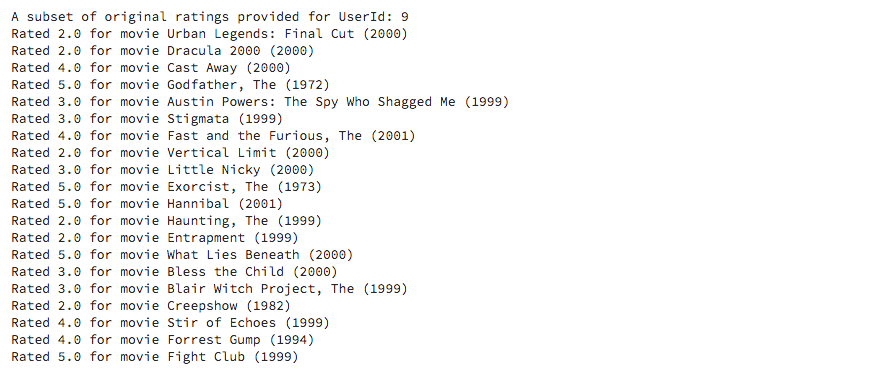 A subset of original ratings provided for UserId: 9
Rated 2.0 for movie Urban Legends: Final Cut (2000)
Rated 2.0 for movie Dracula 2000 (2000)
Rated 4.0 for movie Cast Away (2000)
Rated 5.0 for movie Godfather, The (1972)
Rated 3.0 for movie Austin Powers: The Spy Who Shagged Me (1999)
Rated 3.0 for movie Stigmata (1999)
Rated 4.0 for movie Fast and the Furious, The (2001)
Rated 2.0 for movie Vertical Limit (2000)
Rated 3.0 for movie Little Nicky (2000)
Rated 5.0 for movie Exorcist, The (1973)
Rated 5.0 for movie Hannibal (2001)
Rated 2.0 for movie Haunting, The (1999)
Rated 2.0 for movie Entrapment (1999)
Rated 5.0 for movie What Lies Beneath (2000)
Rated 3.0 for movie Bless the Child (2000)
Rated 3.0 for movie Blair Witch Project, The (1999)
Rated 2.0 for movie Creepshow (1982)
Rated 4.0 for movie Stir of Echoes (1999)
Rated 4.0 for movie Forrest Gump (1994)
Rated 5.0 for movie Fight Club (1999)